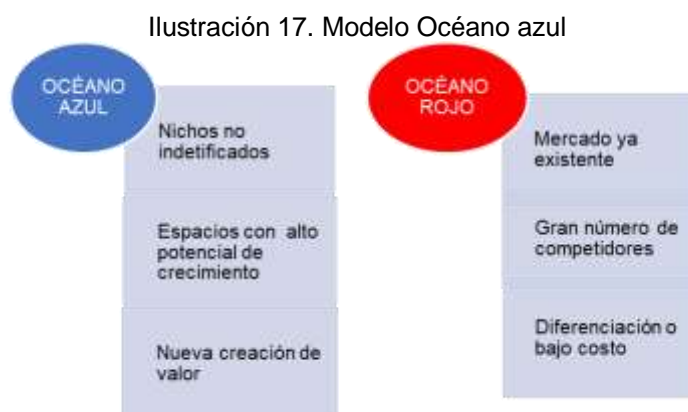 Ilustración 17. Modelo Océano azul
OCÉANO
AZUL
Nichos no
indetificados
Espacios con alto
potencial de
crecimiento
Nueva creación de
valor
OCÉANO
ROJO
Mercado ya
existente
Gran número de
competidores
Diferenciación o
bajo costo